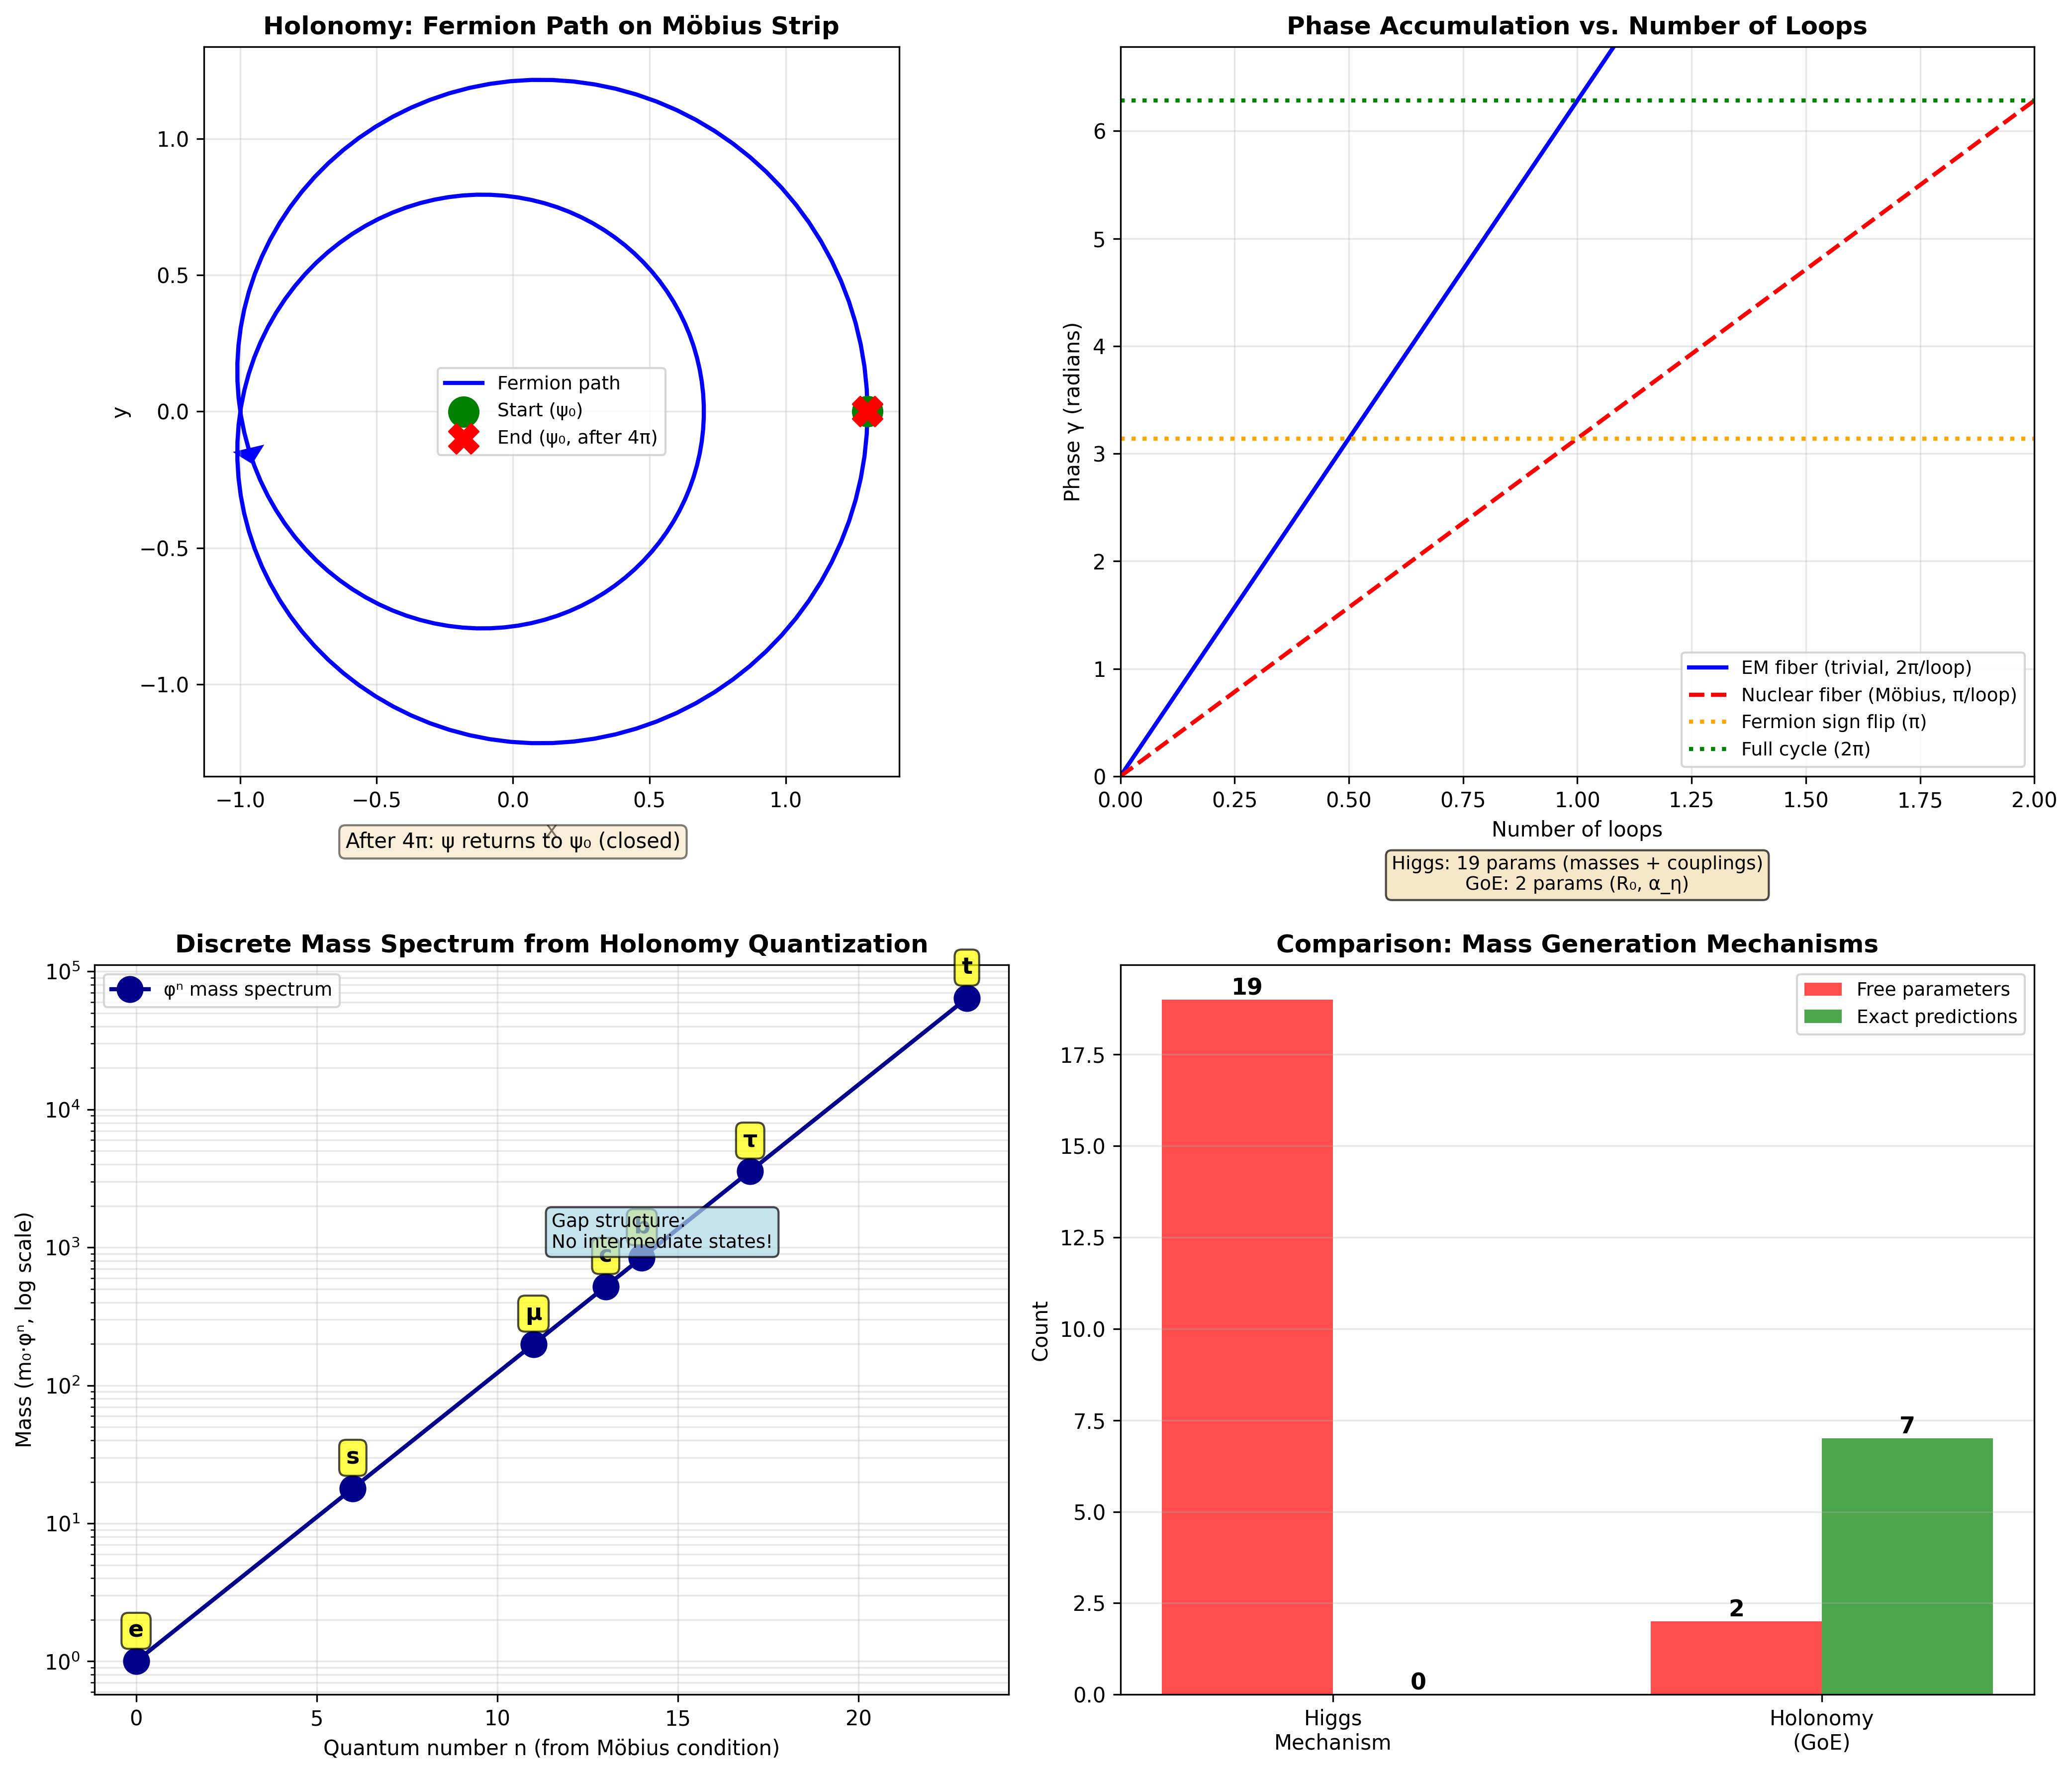 Holonomy: Fermion Path on Möbius Strip
1.0
0.5
0.0
−0.5
−1.0
y
Fermion path
Start (ψ₀)
End (ψ₀, after 4π)
−1.0 −0.5 0.0 0.5 1.0
x
After 4π: ψ returns to ψ₀ (closed)
Phase Accumulation vs. Number of Loops
6
5
4
3
2
1
0
Phase γ (radians)
EM fiber (trivial, 2π/loop)
Nuclear fiber (Möbius, π/loop)
Fermion sign flip (π)
Full cycle (2π)
0.00 0.25 0.50 0.75 1.00 1.25 1.50 1.75 2.00
Number of loops
Higgs: 19 params (masses + couplings)
GoE: 2 params (R₀, α_η)
Discrete Mass Spectrum from Holonomy Quantization
10⁵
10⁴
10³
10²
10¹
10⁰
Mass (m₀·φⁿ, log scale)
φⁿ mass spectrum
t
τ
Gap structure:
No intermediate states!
b
c
μ
s
e
0 5 10 15 20
Quantum number n (from Möbius condition)
Comparison: Mass Generation Mechanisms
17.5
15.0
12.5
10.0
7.5
5.0
2.5
0.0
Count
Free parameters
Exact predictions
19
0
2
7
Higgs
Mechanism
Holonomy
(GoE)